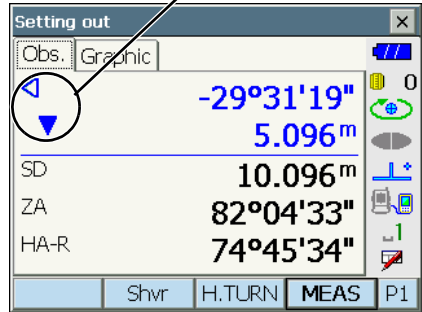 Setting out
Obs. Graphic
0
-29°31'19"
5.096m
SD 10.096m
ZA 82°04'33"
HA-R 74°45'34"
1
Shvr H.TURN MEAS P1